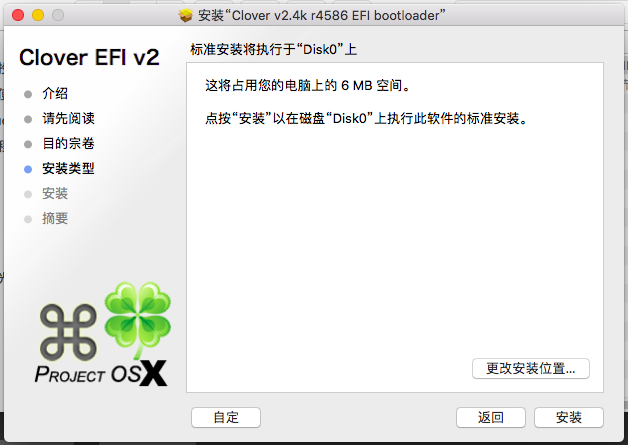 安装“Clover v2.4k r4586 EFI bootloader”
Clover EFI v2
标准安装将执行于“Disk0”上
介绍
请先阅读
目的宗卷
安装类型
安装
摘要
这将占用您的电脑上的 6 MB 空间。
点按“安装”以在磁盘“Disk0”上执行此软件的标准安装。
PROJECT OSX
更改安装位置...
自定
返回
安装